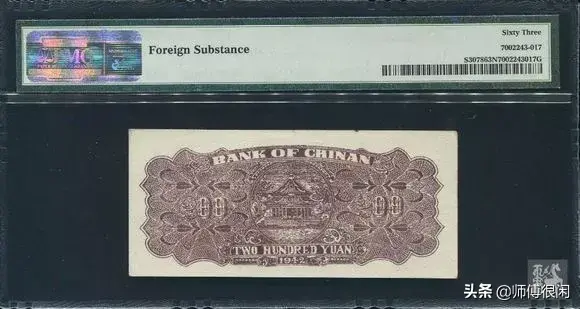 Sixty Three
Foreign Substance
7002243-017
S307863N7002243017G
BANK OF CHINAN
TWO HUNDRED YUAN
1942
头条 @师傅很闲